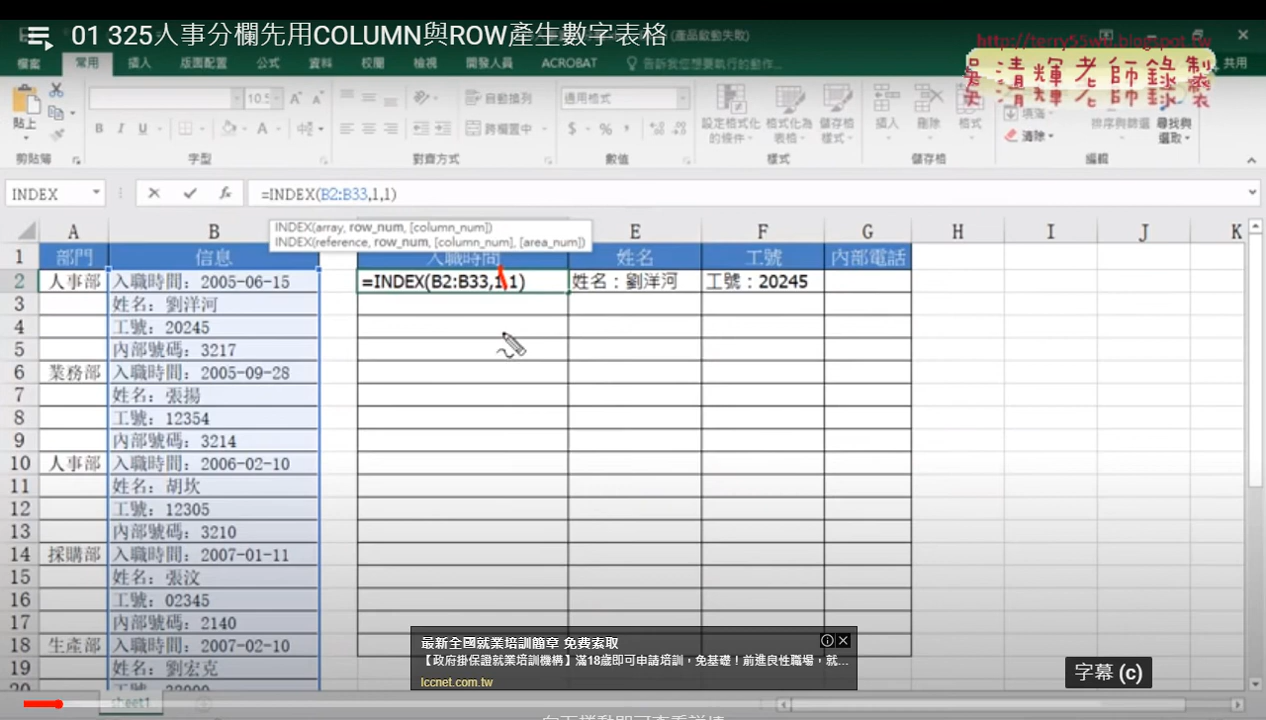 01 325人事分欄先用COLUMN與ROW產生數字表格
(產品啟動失敗)
http://terry55wu.blogspot.tw
吳清輝老師錄製
檔案 常用 插入 版面配置 公式 資料 校閱 檢視 開發人員 ACROBAT 告訴我您想要執行的動作... 共用
貼上 10.5 A A 自動換列 通用格式 設定格式化的條件 格式化為表格 儲存格樣式 插入 刪除 格式 填滿 清除 排序與篩選 尋找與選取
B I U A 跨欄置中 $ % ,
剪貼簿 字型 對齊方式 數值 樣式 儲存格 編輯
INDEX fx =INDEX(B2:B33,1,1)
INDEX(array, row_num, [column_num])
INDEX(reference, row_num, [column_num], [area_num])
A B E F G H I J K
1 部門 信息 入職時間 姓名 工號 內部電話
2 人事部 入職時間：2005-06-15 =INDEX(B2:B33,1,1) 姓名：劉洋河 工號：20245
3 姓名：劉洋河
4 工號：20245
5 內部號碼：3217
6 業務部 入職時間：2005-09-28
7 姓名：張揚
8 工號：12354
9 內部號碼：3214
10 人事部 入職時間：2006-02-10
11 姓名：胡坎
12 工號：12305
13 內部號碼：3210
14 採購部 入職時間：2007-01-11
15 姓名：張汶
16 工號：02345
17 內部號碼：2140
18 生產部 入職時間：2007-02-10
19 姓名：劉宏克
20
最新全國就業培訓簡章 免費索取
【政府掛保證就業培訓機構】滿18歲即可申請培訓，免基礎！前進良性職場，就...
lccnet.com.tw
字幕 (c)
sheet1